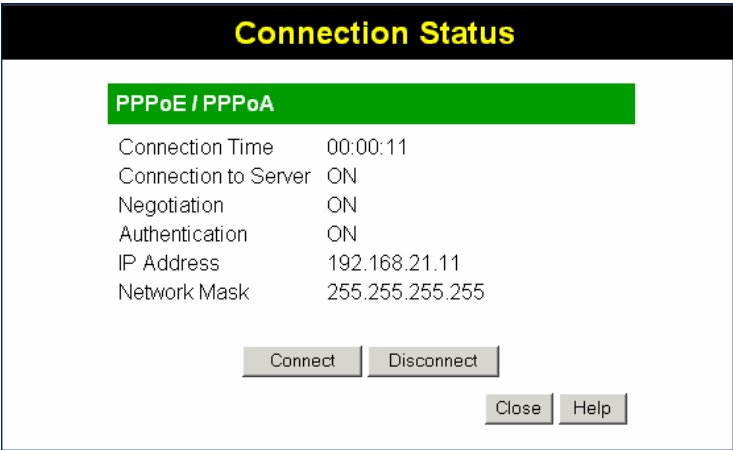 Connection Status
PPPoE / PPPoA
Connection Time 00:00:11
Connection to Server ON
Negotiation ON
Authentication ON
IP Address 192.168.21.11
Network Mask 255.255.255.255
Connect Disconnect
Close Help